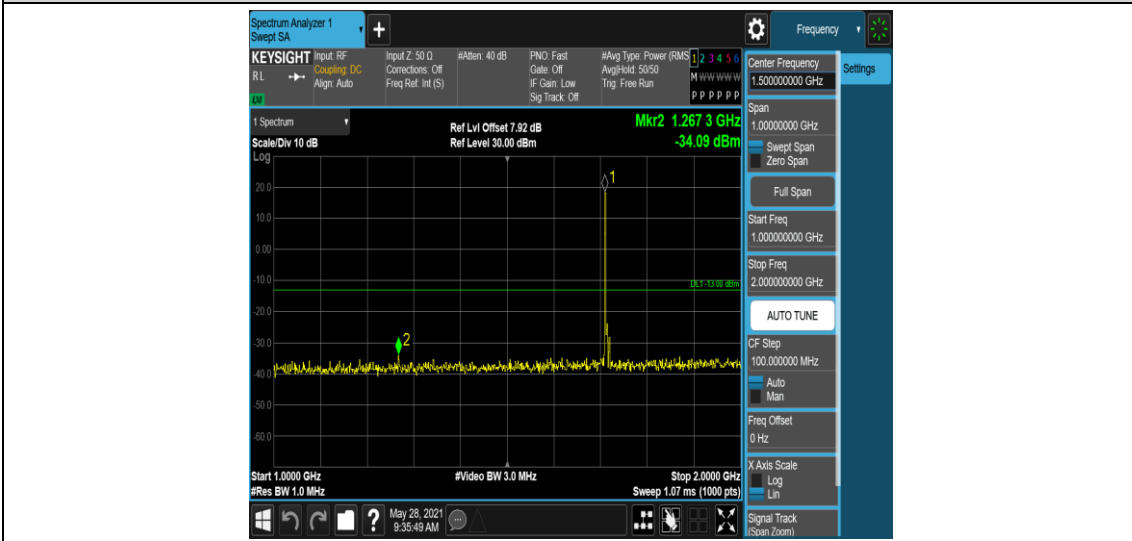 Spectrum Analyzer 1
Swept SA
+
Frequency
KEYSIGHT
RL
Input: RF
Coupling: DC
Align: Auto
Input Z: 50 Ω
Corrections: Off
Freq Ref: Int (S)
#Atten: 40 dB
PNO: Fast
Gate: Off
IF Gain: Low
Sig Track: Off
#Avg Type: Power (RMS
Avg|Hold: 50/50
Trig: Free Run
1 2 3 4 5 6
M W W W W W
P P P P P P
1 Spectrum
Scale/Div 10 dB
Log
Ref Lvl Offset 7.92 dB
Ref Level 30.00 dBm
Mkr2 1.267 3 GHz
-34.09 dBm
1
20.0
10.0
0.00
-10.0
DL1 -13.00 dBm
-20.0
-30.0
2
-40.0
-50.0
-60.0
Start 1.0000 GHz
#Res BW 1.0 MHz
#Video BW 3.0 MHz
Stop 2.0000 GHz
Sweep 1.07 ms (1000 pts)
?
May 28, 2021
9:35:49 AM
Center Frequency
1.500000000 GHz
Settings
Span
1.00000000 GHz
Swept Span
Zero Span
Full Span
Start Freq
1.000000000 GHz
Stop Freq
2.000000000 GHz
AUTO TUNE
CF Step
100.000000 MHz
Auto
Man
Freq Offset
0 Hz
X Axis Scale
Log
Lin
Signal Track
(Span Zoom)